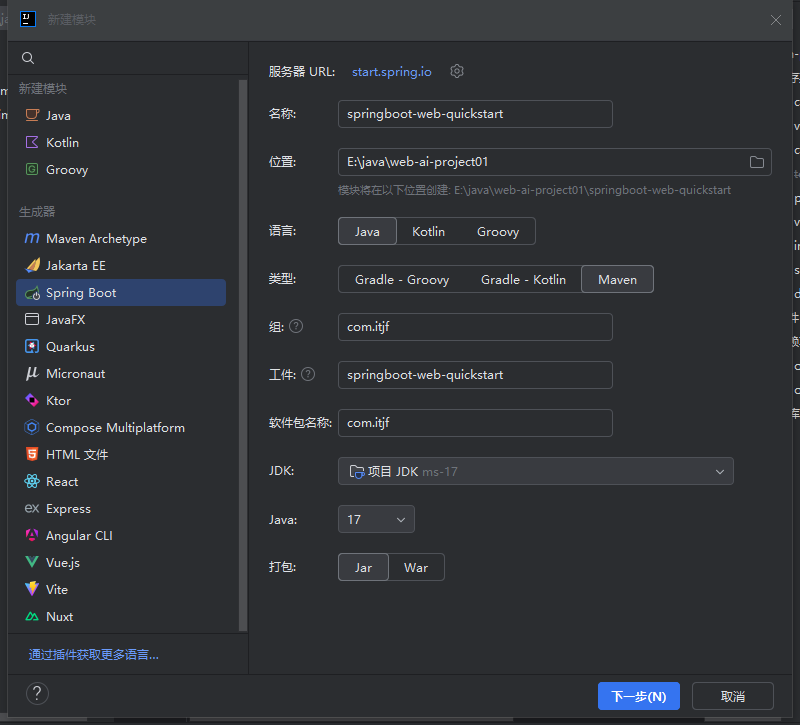 新建模块
新建模块
Java
Kotlin
Groovy
生成器
Maven Archetype
Jakarta EE
Spring Boot
JavaFX
Quarkus
Micronaut
Ktor
Compose Multiplatform
HTML 文件
React
Express
Angular CLI
Vue.js
Vite
Nuxt
通过插件获取更多语言...
服务器 URL: start.spring.io
名称: springboot-web-quickstart
位置: E:\java\web-ai-project01
模块将在以下位置创建: E:\java\web-ai-project01\springboot-web-quickstart
语言: Java Kotlin Groovy
类型: Gradle - Groovy Gradle - Kotlin Maven
组: ? com.itjf
工件: ? springboot-web-quickstart
软件包名称: com.itjf
JDK: 项目 JDK ms-17
Java: 17
打包: Jar War
? 下一步(N) 取消